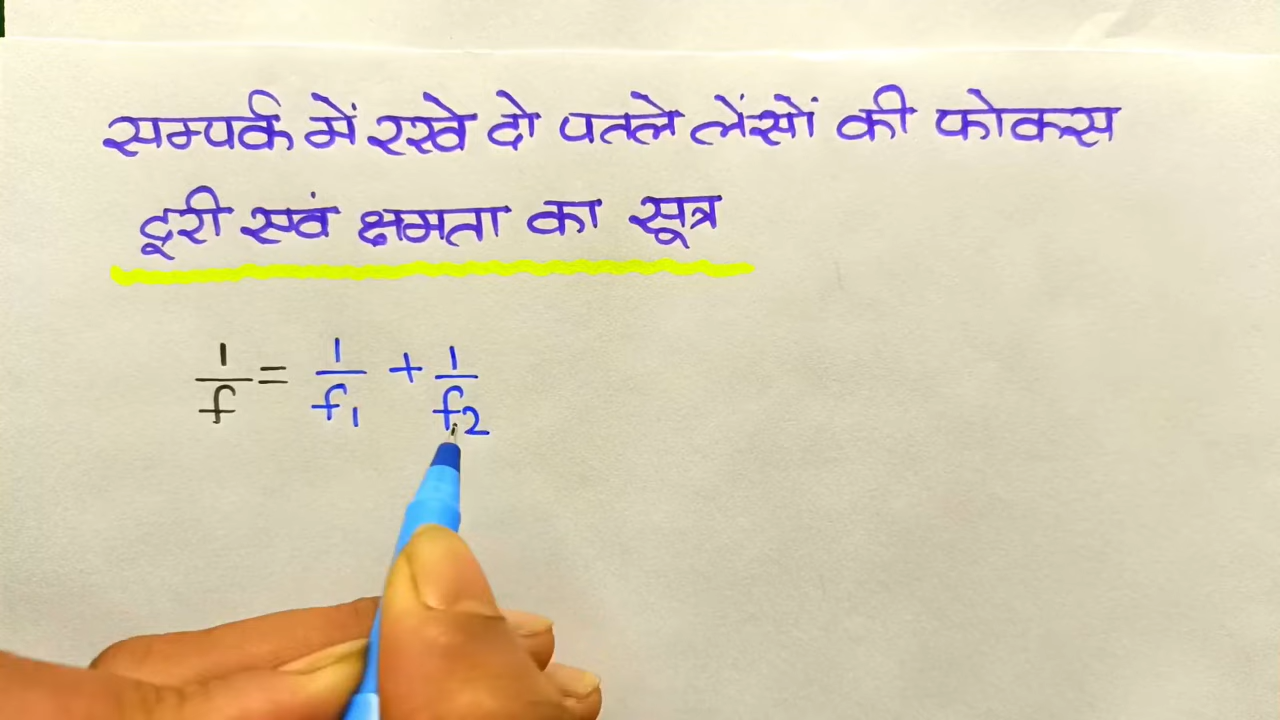 सम्पर्क में रखे दो पतले लेंसों की फोकस
दूरी एवं क्षमता का सूत्र
1/f = 1/f₁ + 1/f₂